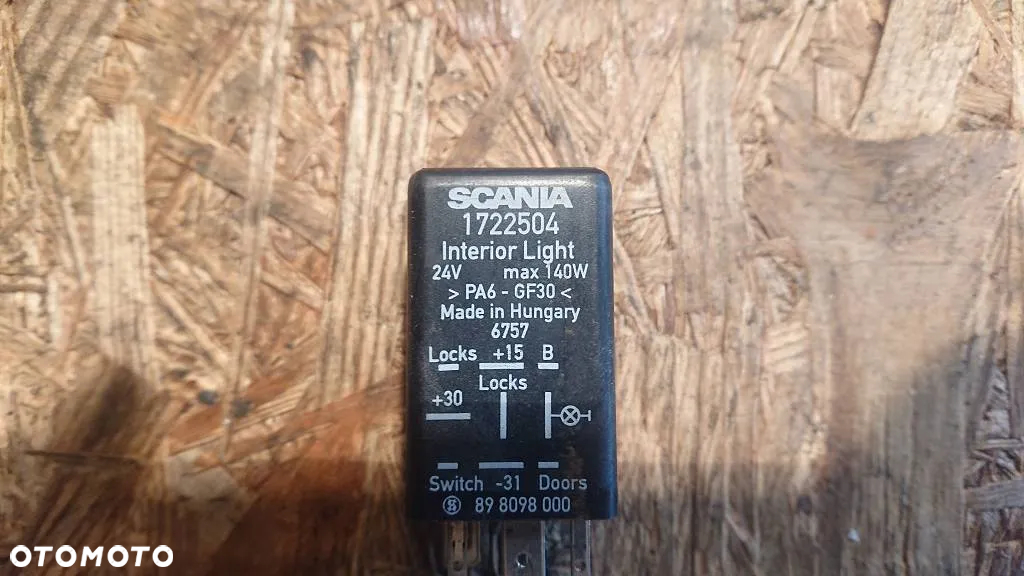 SCANIA
1722504
Interior Light
24V max 140W
> PA6 - GF30 <
Made in Hungary
6757
Locks +15 B
Locks
+30
Switch -31 Doors
89 8098 000
OTOMOTO